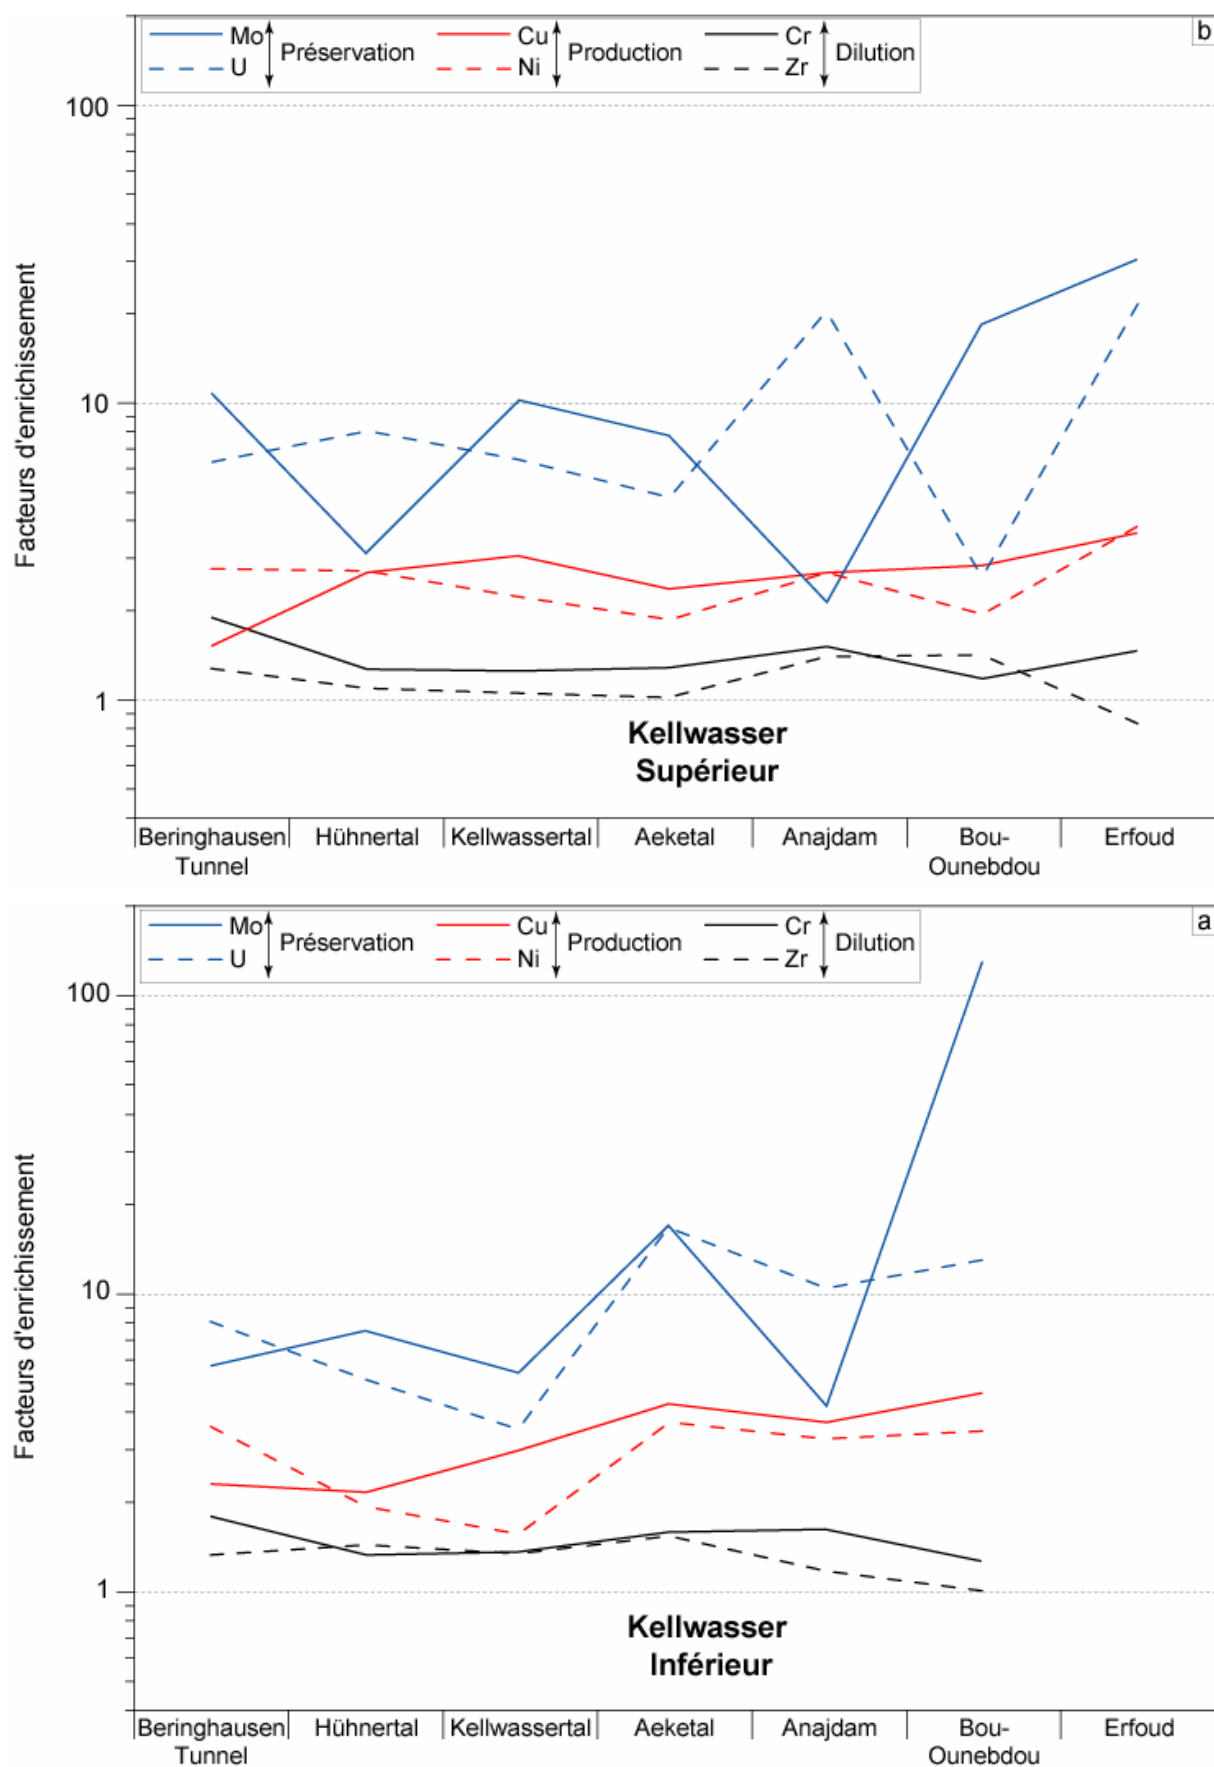 b
Mo
U
Préservation
Cu
Ni
Production
Cr
Zr
Dilution
100
10
1
Facteurs d'enrichissement
Kellwasser
Supérieur
Beringhausen
Tunnel
Hühnertal
Kellwassertal
Aeketal
Anajdam
Bou-
Ounebdou
Erfoud
a
Mo
U
Préservation
Cu
Ni
Production
Cr
Zr
Dilution
100
10
1
Facteurs d'enrichissement
Kellwasser
Inférieur
Beringhausen
Tunnel
Hühnertal
Kellwassertal
Aeketal
Anajdam
Bou-
Ounebdou
Erfoud